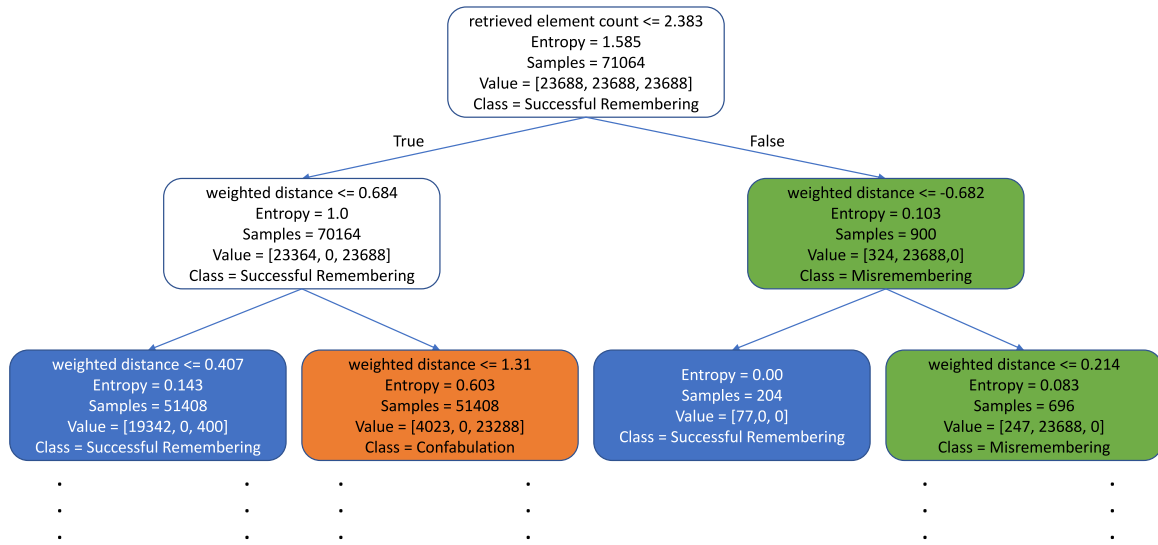 retrieved element count <= 2.383
Entropy = 1.585
Samples = 71064
Value = [23688, 23688, 23688]
Class = Successful Remembering
True
False
weighted distance <= 0.684
Entropy = 1.0
Samples = 70164
Value = [23364, 0, 23688]
Class = Successful Remembering
weighted distance <= -0.682
Entropy = 0.103
Samples = 900
Value = [324, 23688,0]
Class = Misremembering
weighted distance <= 0.407
Entropy = 0.143
Samples = 51408
Value = [19342, 0, 400]
Class = Successful Remembering
weighted distance <= 1.31
Entropy = 0.603
Samples = 51408
Value = [4023, 0, 23288]
Class = Confabulation
Entropy = 0.00
Samples = 204
Value = [77,0, 0]
Class = Successful Remembering
weighted distance <= 0.214
Entropy = 0.083
Samples = 696
Value = [247, 23688, 0]
Class = Misremembering